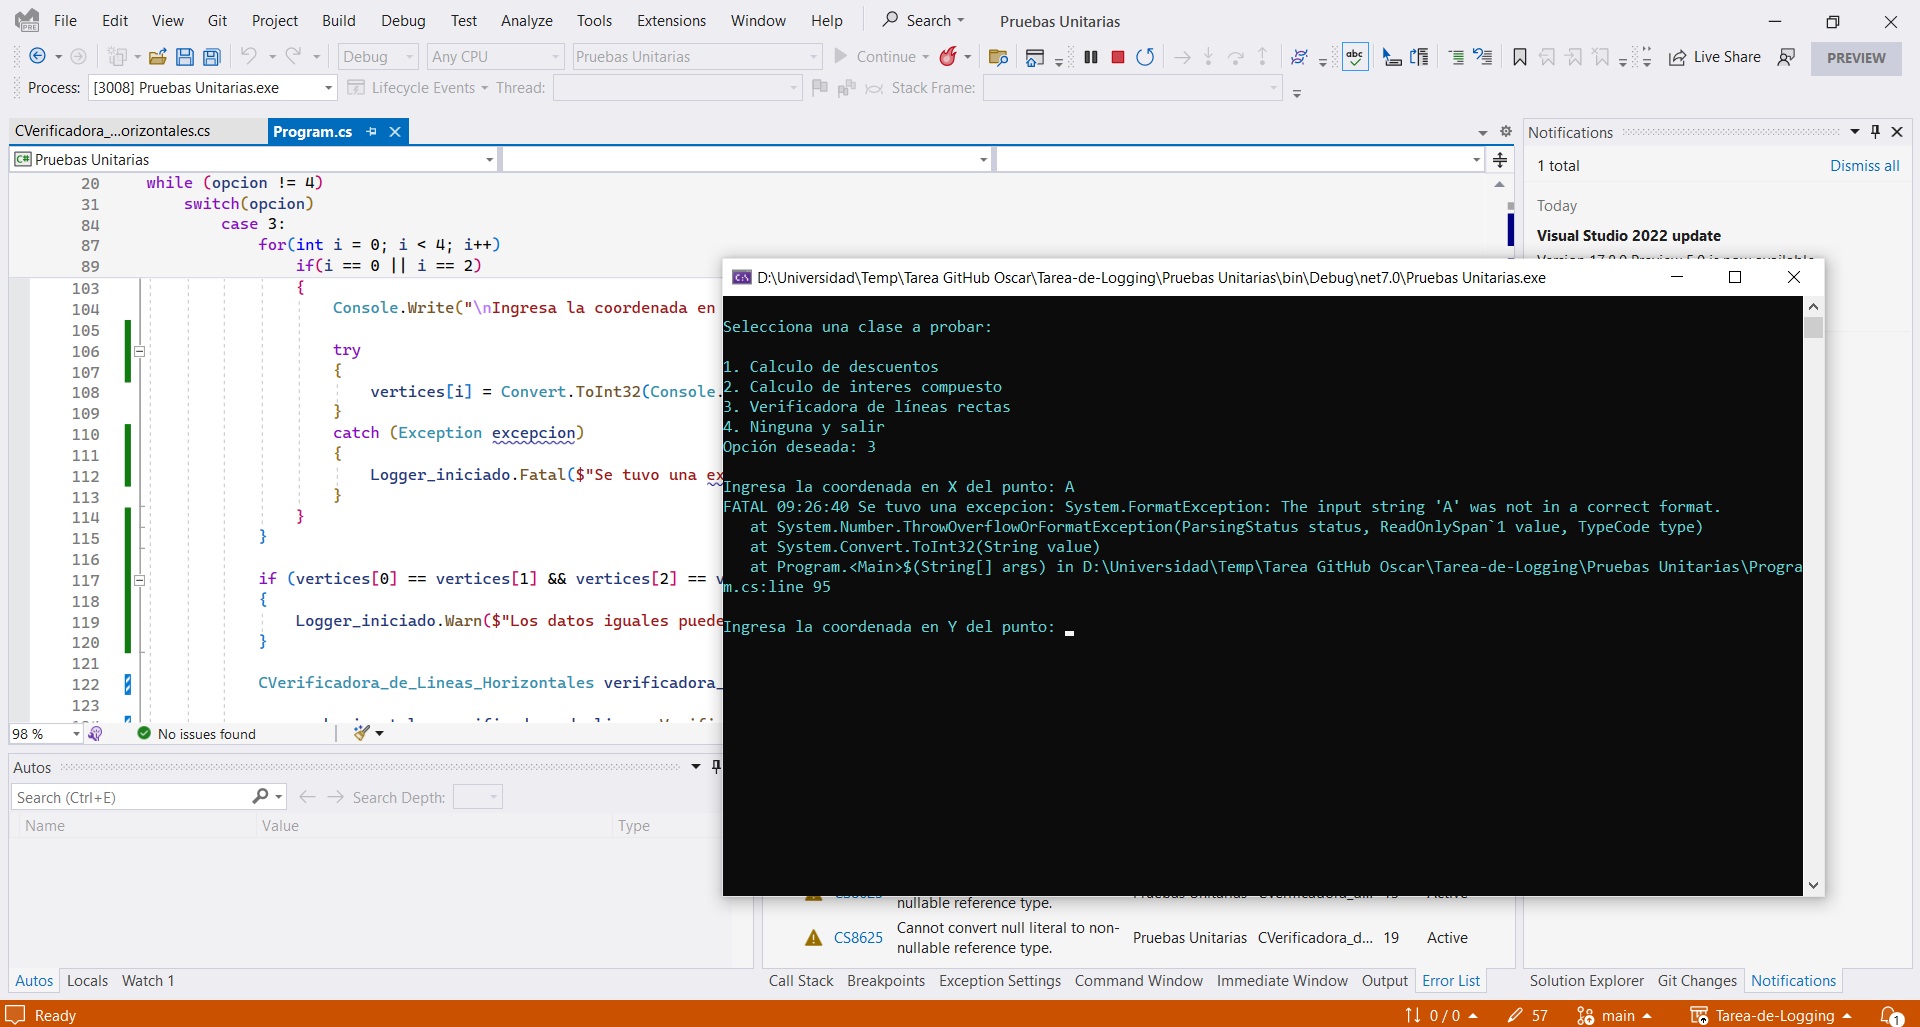 File Edit View Git Project Build Debug Test Analyze Tools Extensions Window Help Search Pruebas Unitarias
Debug Any CPU Pruebas Unitarias Continue Live Share PREVIEW
Process: [3008] Pruebas Unitarias.exe Lifecycle Events Thread: Stack Frame:
CVerificadora_...orizontales.cs Program.cs
Pruebas Unitarias
20 while (opcion != 4)
31 switch(opcion)
84 case 3:
87 for(int i = 0; i < 4; i++)
89 if(i == 0 || i == 2)
103 {
104 Console.Write("\nIngresa la coordenada en
105
106 try
107 {
108 vertices[i] = Convert.ToInt32(Console.
109 }
110 catch (Exception excepcion)
111 {
112 Logger_iniciado.Fatal($"Se tuvo una ex
113 }
114 }
115 }
116
117 if (vertices[0] == vertices[1] && vertices[2] == v
118 {
119 Logger_iniciado.Warn($"Los datos iguales puede
120 }
121
122 CVerificadora_de_Lineas_Horizontales verificadora_
123
98 % No issues found
Autos
Search (Ctrl+E) Search Depth:
Name Value Type
Autos Locals Watch 1
D:\Universidad\Temp\Tarea GitHub Oscar\Tarea-de-Logging\Pruebas Unitarias\bin\Debug\net7.0\Pruebas Unitarias.exe
Selecciona una clase a probar:
1. Calculo de descuentos
2. Calculo de interes compuesto
3. Verificadora de líneas rectas
4. Ninguna y salir
Opción deseada: 3
Ingresa la coordenada en X del punto: A
FATAL 09:26:40 Se tuvo una excepcion: System.FormatException: The input string 'A' was not in a correct format.
at System.Number.ThrowOverflowOrFormatException(ParsingStatus status, ReadOnlySpan`1 value, TypeCode type)
at System.Convert.ToInt32(String value)
at Program.<Main>$(String[] args) in D:\Universidad\Temp\Tarea GitHub Oscar\Tarea-de-Logging\Pruebas Unitarias\Progra
m.cs:line 95
Ingresa la coordenada en Y del punto:
nullable reference type.
CS8625 Cannot convert null literal to non-
nullable reference type. Pruebas Unitarias CVerificadora_d... 19 Active
Call Stack Breakpoints Exception Settings Command Window Immediate Window Output Error List
Notifications
1 total Dismiss all
Today
Visual Studio 2022 update
Solution Explorer Git Changes Notifications
Ready 0 / 0 57 main Tarea-de-Logging 1